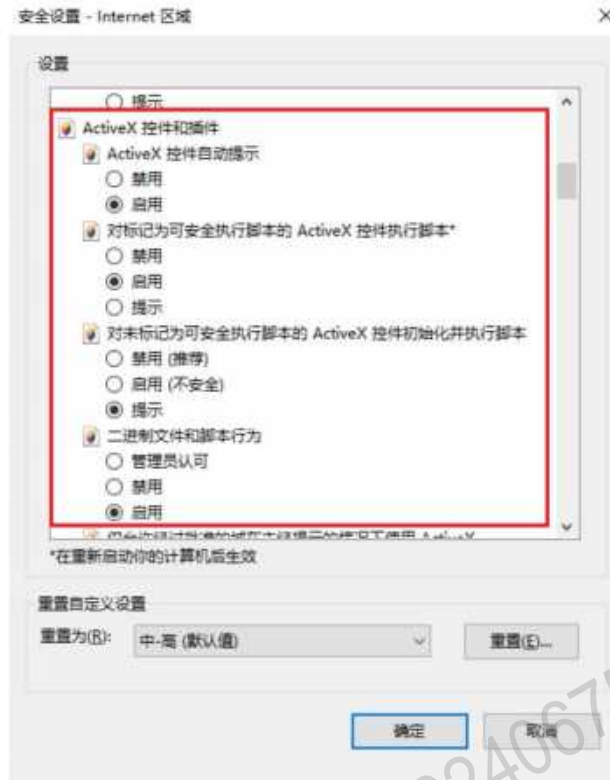 安全设置 - Internet 区域
设置
提示
ActiveX 控件和插件
ActiveX 控件自动提示
禁用
启用
对标记为可安全执行脚本的 ActiveX 控件执行脚本*
禁用
启用
提示
对未标记为可安全执行脚本的 ActiveX 控件初始化并执行脚本
禁用 (推荐)
启用 (不安全)
提示
二进制文件和脚本行为
管理员认可
禁用
启用
*在重新启动你的计算机后生效
重置自定义设置
重置为(R): 中-高 (默认值) 重置(E)...
确定 取消